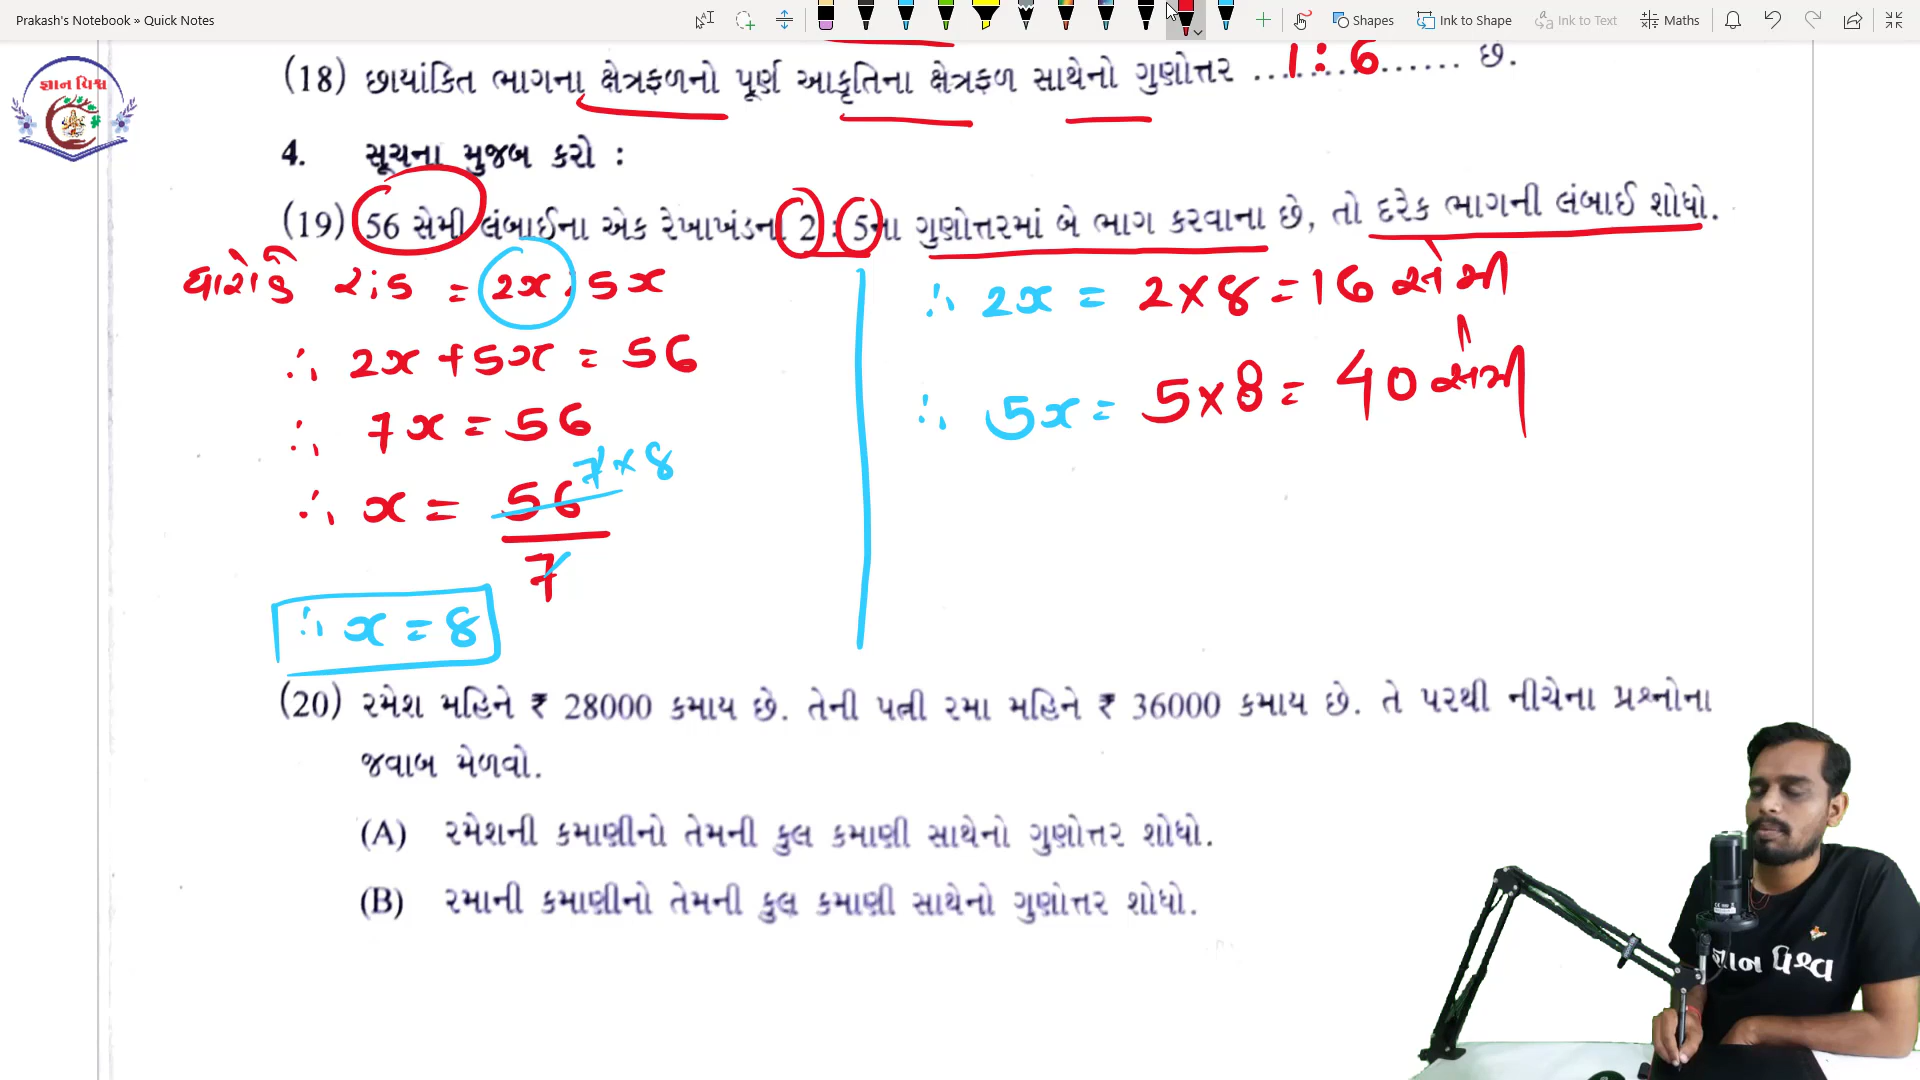 Prakash's Notebook » Quick Notes
Shapes
Ink to Shape
Ink to Text
Maths
જ્ઞાન વિશ્વ
(18) છાયાંકિત ભાગના ક્ષેત્રફળનો પૂર્ણ આકૃતિના ક્ષેત્રફળ સાથેનો ગુણોત્તર ................ છે.
1 : 6
4. સૂચના મુજબ કરો :
(19) 56 સેમી લંબાઈના એક રેખાખંડના 2 : 5ના ગુણોત્તરમાં બે ભાગ કરવાના છે, તો દરેક ભાગની લંબાઈ શોધો.
ધારોકે 2:5 = 2x : 5x
∴ 2x + 5x = 56
∴ 7x = 56
∴ x = 56
7 × 8
7
∴ x = 8
∴ 2x = 2 × 8 = 16 સેમી
∴ 5x = 5 × 8 = 40 સેમી
(20) રમેશ મહિને ₹ 28000 કમાય છે. તેની પત્ની રમા મહિને ₹ 36000 કમાય છે. તે પરથી નીચેના પ્રશ્નોના
જવાબ મેળવો.
(A) રમેશની કમાણીનો તેમની કુલ કમાણી સાથેનો ગુણોત્તર શોધો.
(B) રમાની કમાણીનો તેમની કુલ કમાણી સાથેનો ગુણોત્તર શોધો.
જ્ઞાન વિશ્વ